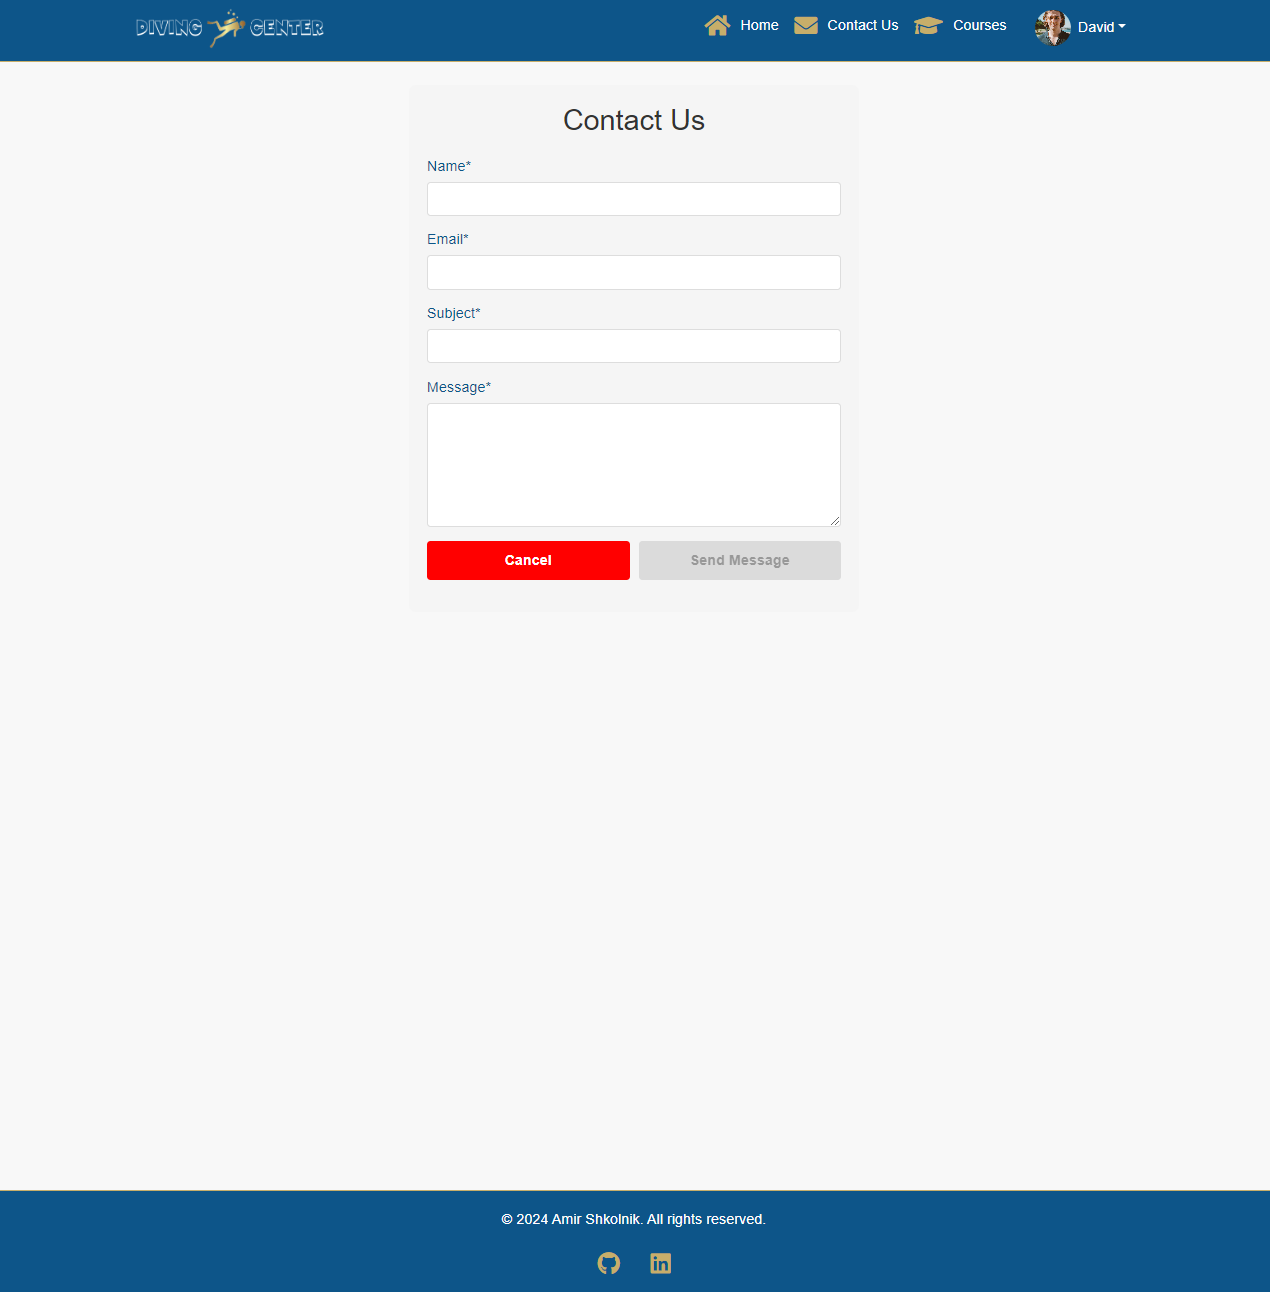 DIVING CENTER
Home Contact Us Courses David
Contact Us
Name*
Email*
Subject*
Message*
Cancel Send Message
© 2024 Amir Shkolnik. All rights reserved.
in